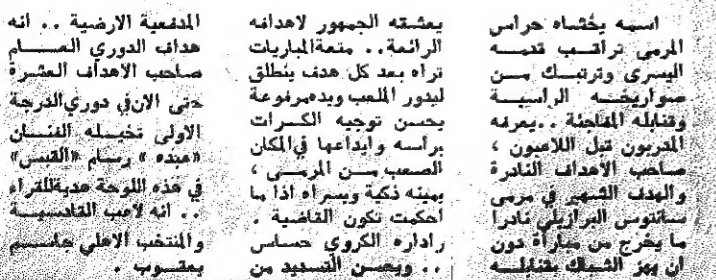 اسمه يخشاه حراس
المرمى تراقب قدمه
اليسرى وترتبك من
صواريخه الراسية
وقنابله المفاجئة .. يعرفه
المدربون قبل اللاعبون ،
صاحب الاهداف النادرة
والهدف الشهير في مرمى
سانتوس البرازيلي نادرا
ما يخرج من مباراة دون
ان يهز الشباك بقنابله
يعشقه الجمهور لاهدافه
الرائعة .. متعة المباريات
تراه بعد كل هدف ينطلق
ليدور الملعب ويده مرفوعة
يحسن توجيه الكرات
برأسه وايداعها في المكان
الصعب من المرمى ،
يمينه ذكية ويسراه اذا ما
احكمت تكون القاضية .
راداره الكروي حساس
.. ويحسن التسديد من
المدفعية الارضية .. انه
هداف الدوري العام
صاحب الاهداف العشرة
حتى الان في دوري الدرجة
الاولى تخيله الفنان
«عبده » رسام «القبس»
في هذه اللوحة هدية للقراء
.. انه لاعب القادسية
والمنتخب الاهلي جاسم
يعقوب .